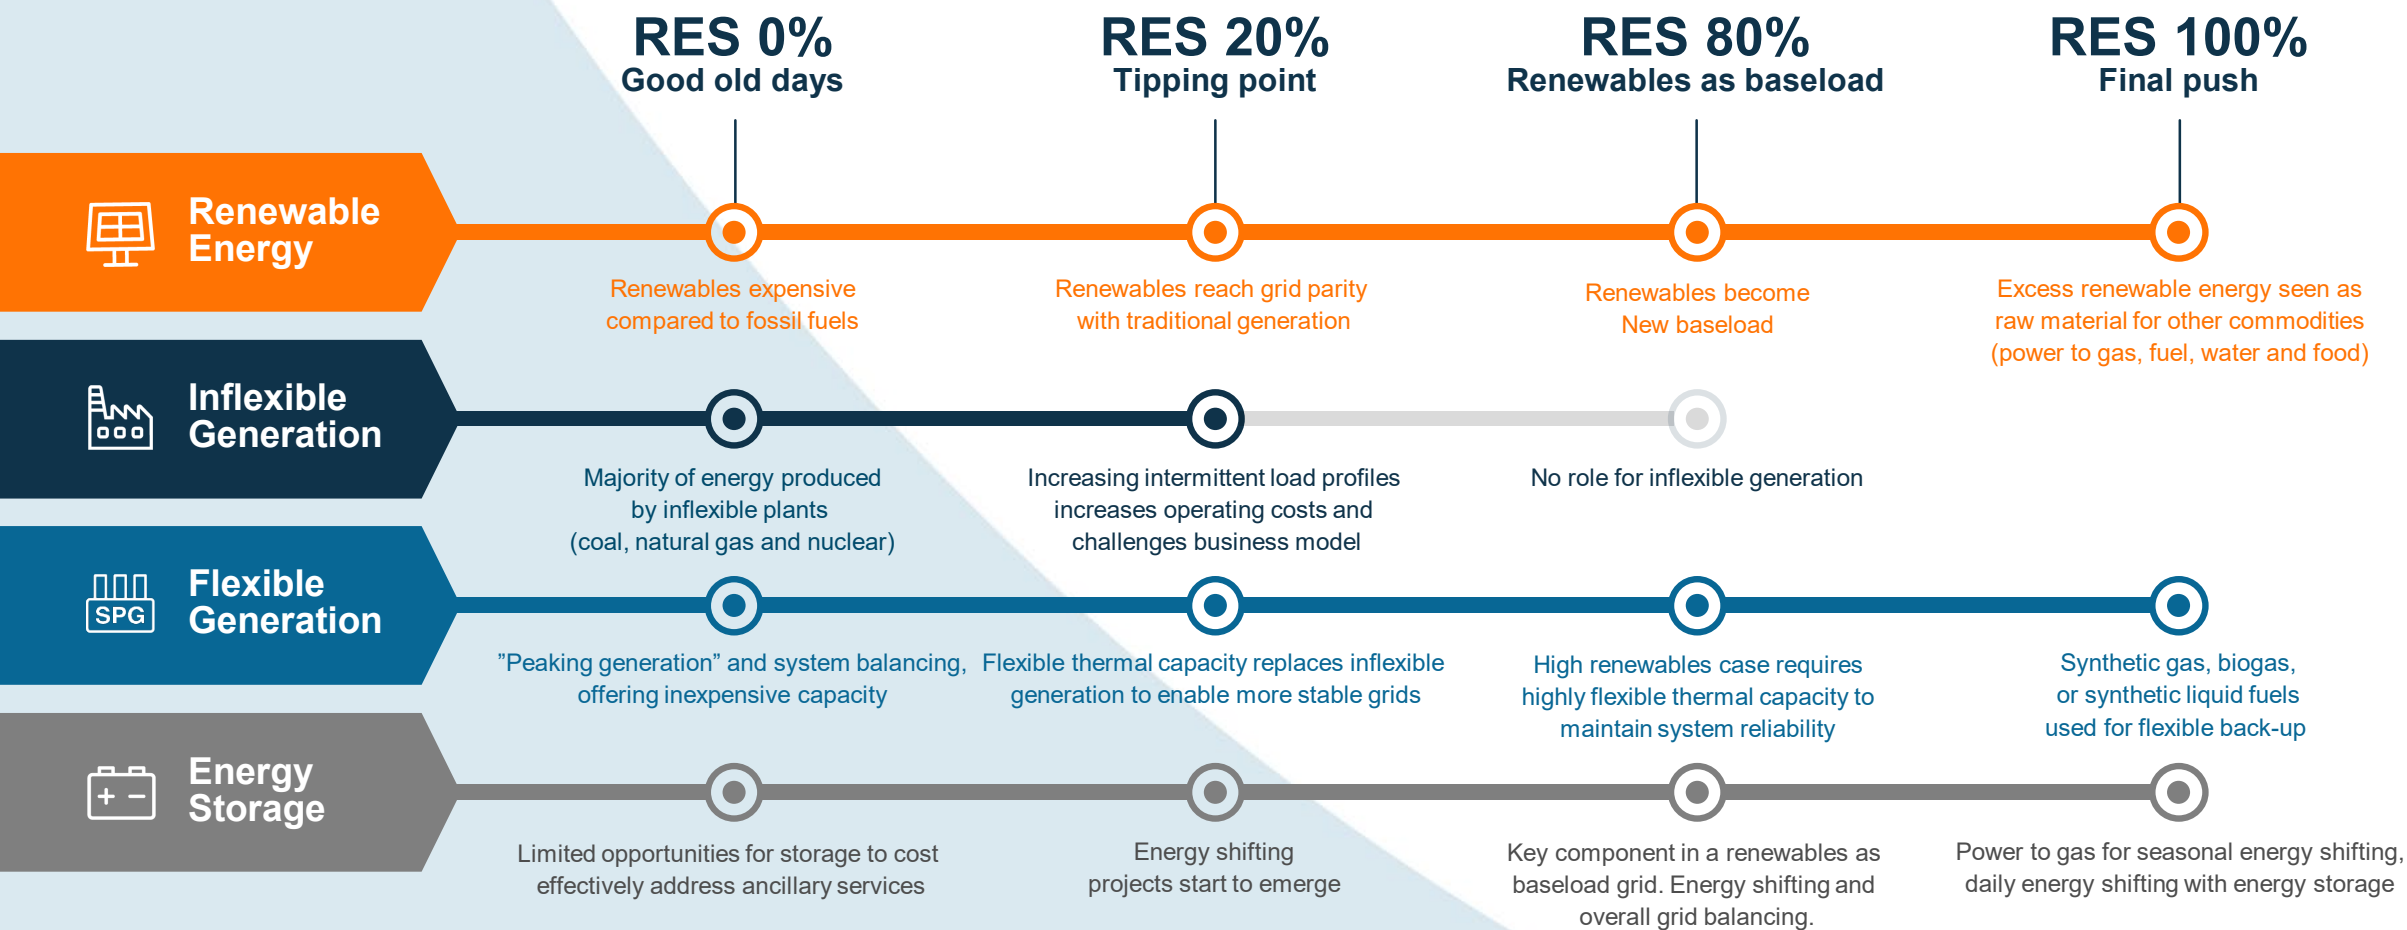 RES 0%
Good old days
RES 20%
Tipping point
RES 80%
Renewables as baseload
RES 100%
Final push
Renewable
Energy
Renewables expensive
compared to fossil fuels
Renewables reach grid parity
with traditional generation
Renewables become
New baseload
Excess renewable energy seen as
raw material for other commodities
(power to gas, fuel, water and food)
Inflexible
Generation
Majority of energy produced
by inflexible plants
(coal, natural gas and nuclear)
Increasing intermittent load profiles
increases operating costs and
challenges business model
No role for inflexible generation
SPG
Flexible
Generation
”Peaking generation” and system balancing,
offering inexpensive capacity
Flexible thermal capacity replaces inflexible
generation to enable more stable grids
High renewables case requires
highly flexible thermal capacity to
maintain system reliability
Synthetic gas, biogas,
or synthetic liquid fuels
used for flexible back-up
+ −
Energy
Storage
Limited opportunities for storage to cost
effectively address ancillary services
Energy shifting
projects start to emerge
Key component in a renewables as
baseload grid. Energy shifting and
overall grid balancing.
Power to gas for seasonal energy shifting,
daily energy shifting with energy storage